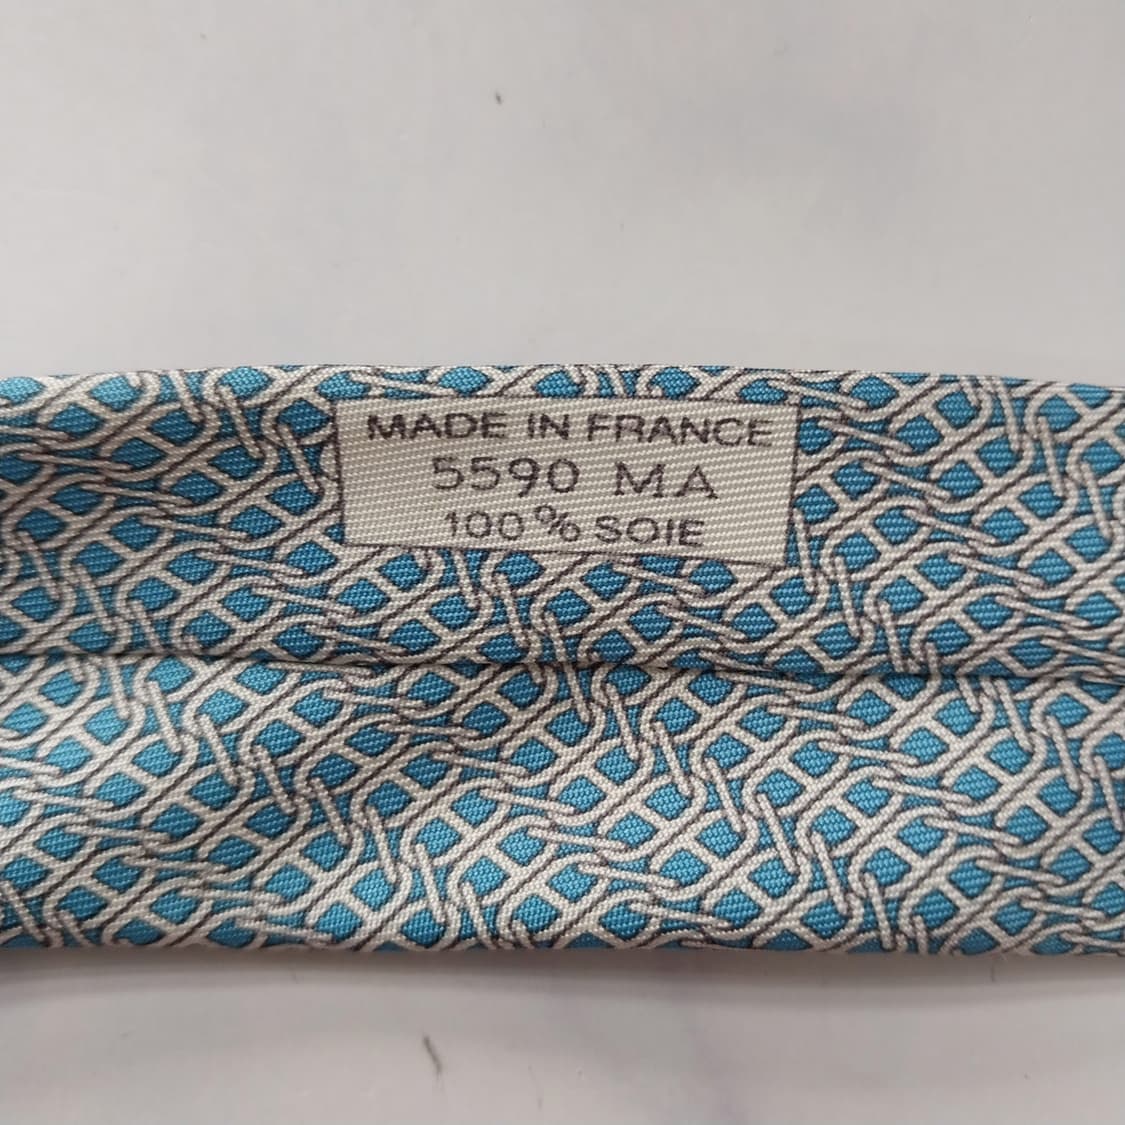 MADE IN FRANCE
5590 MA
100% SOIE